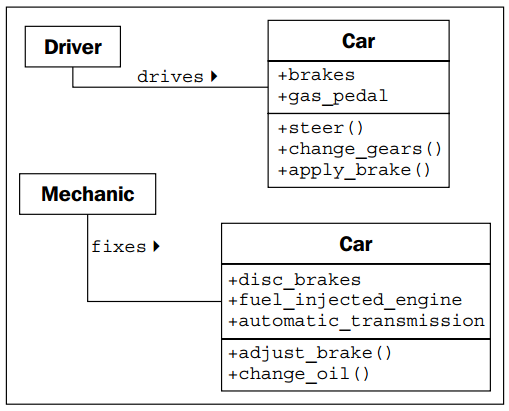 Driver
drives
Car
+brakes
+gas_pedal
+steer()
+change_gears()
+apply_brake()
Mechanic
fixes
Car
+disc_brakes
+fuel_injected_engine
+automatic_transmission
+adjust_brake()
+change_oil()